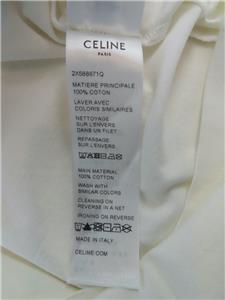 CELINE
PARIS
MATIERE PRINCIPALE
100% COTON
LAVER AVEC
COLORIS SIMILAIRES
NETTOYAGE
SUR L'ENVERS
DANS UN FILET
REPASSAGE
SUR L'ENVERS
MAIN MATERIAL
100% COTTON
WASH WITH
SIMILAR COLORS
CLEANING ON
REVERSE IN A NET
IRONING ON REVERSE
MADE IN ITALY
CELINE.COM